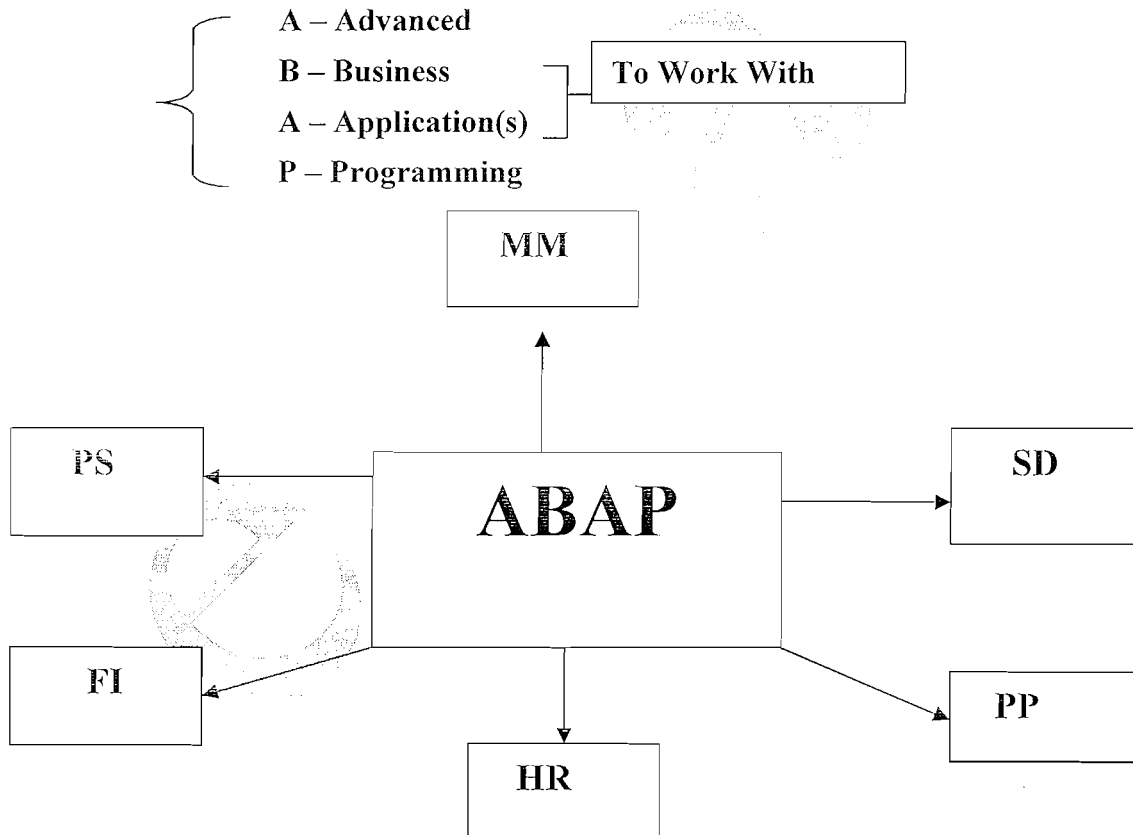 A – Advanced
B – Business
To Work With
A – Application(s)
P – Programming
MM
PS
SD
ABAP
FI
PP
HR